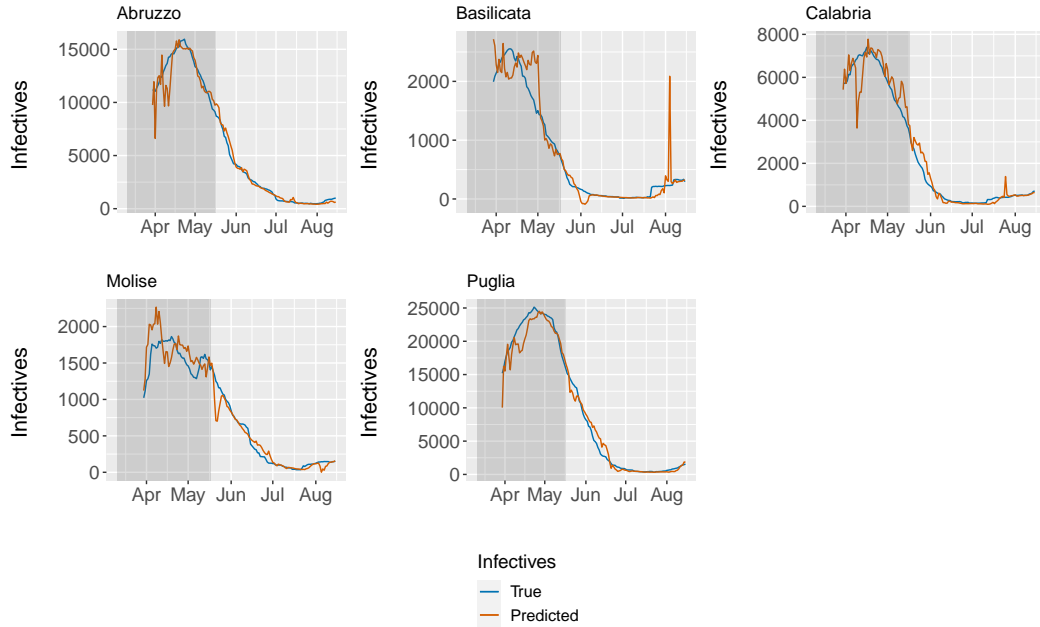 Abruzzo
Basilicata
Calabria
Infectives
15000
10000
5000
0
Apr May Jun Jul Aug
Infectives
2000
1000
0
Apr May Jun Jul Aug
Infectives
8000
6000
4000
2000
0
Apr May Jun Jul Aug
Molise
Puglia
Infectives
2000
1500
1000
500
0
Apr May Jun Jul Aug
Infectives
25000
20000
15000
10000
5000
0
Apr May Jun Jul Aug
Infectives
True
Predicted